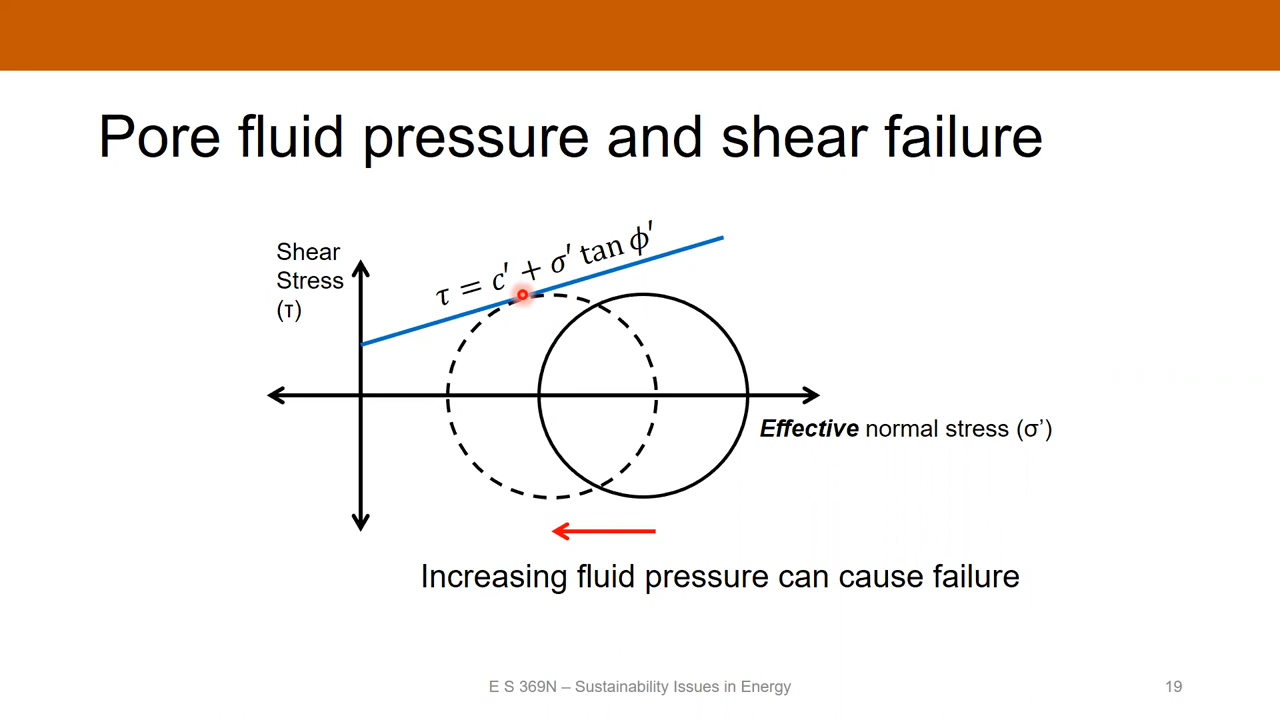 Pore fluid pressure and shear failure
Shear
Stress
(τ)
τ = c′ + σ′ tan ϕ′
Effective normal stress (σ’)
Increasing fluid pressure can cause failure
E S 369N – Sustainability Issues in Energy
19